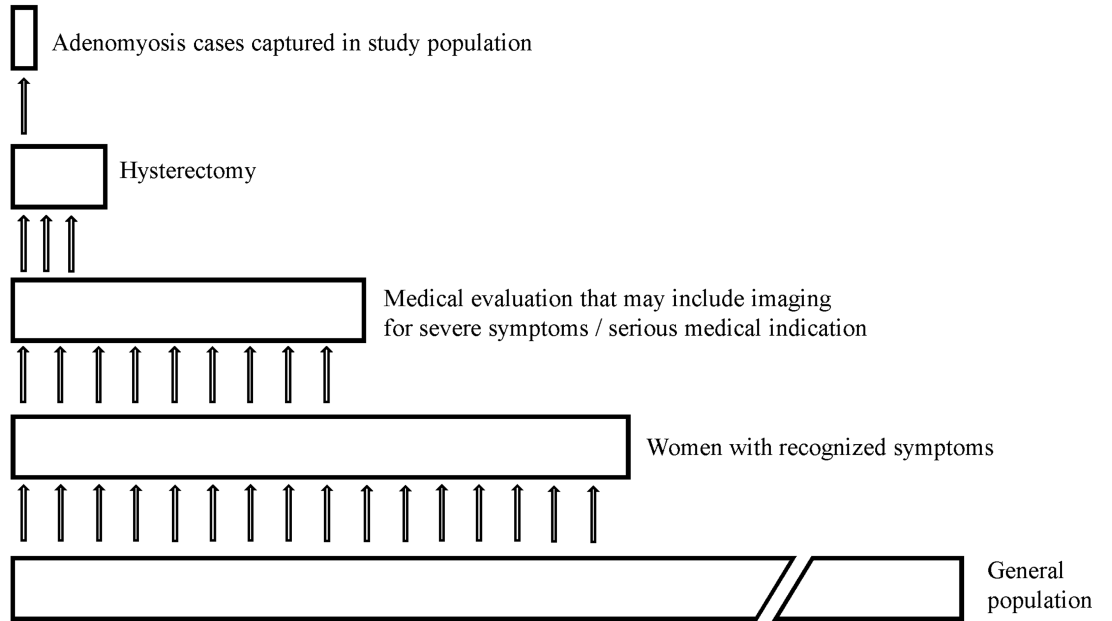 Adenomyosis cases captured in study population
Hysterectomy
Medical evaluation that may include imaging
for severe symptoms / serious medical indication
Women with recognized symptoms
General
population